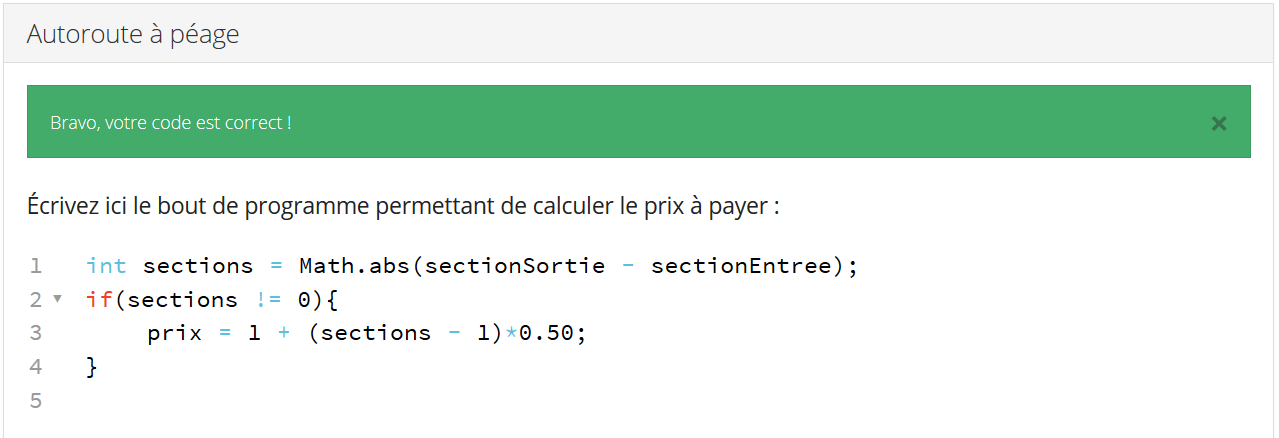 Autoroute à péage
Bravo, votre code est correct !
×
Écrivez ici le bout de programme permettant de calculer le prix à payer :
1 int sections = Math.abs(sectionSortie - sectionEntree);
2 if(sections != 0){
3 prix = 1 + (sections - 1)*0.50;
4 }
5